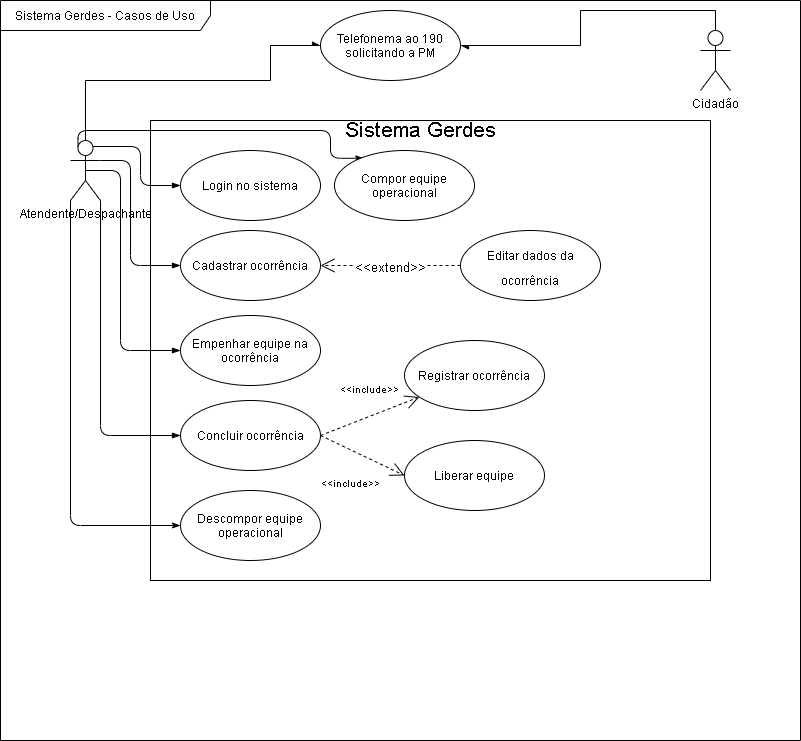 Sistema Gerdes - Casos de Uso
Telefonema ao 190
solicitando a PM
Cidadão
Sistema Gerdes
Atendente/Despachante
Login no sistema
Compor equipe
operacional
Cadastrar ocorrência
<<extend>>
Editar dados da
ocorrência
Empenhar equipe na
ocorrência
Registrar ocorrência
<<include>>
Concluir ocorrência
Liberar equipe
<<include>>
Descompor equipe
operacional